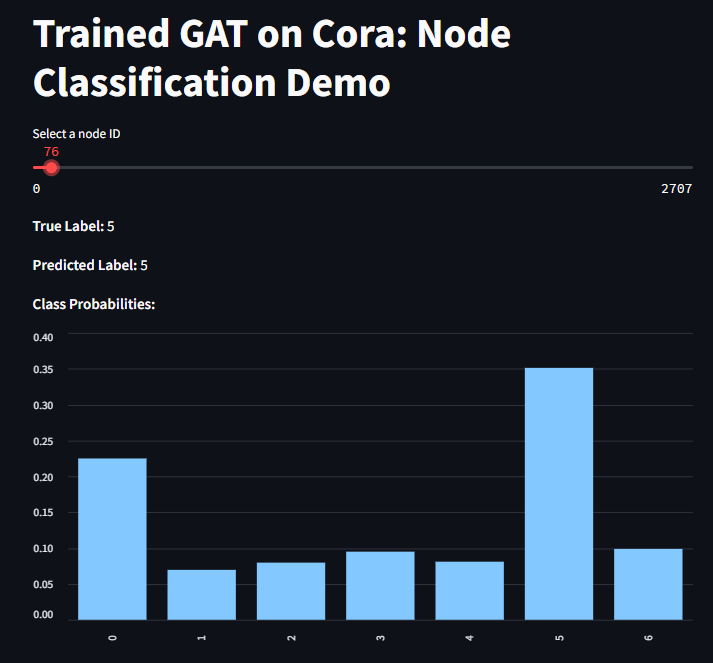 Trained GAT on Cora: Node
Classification Demo
Select a node ID
76
0 2707
True Label: 5
Predicted Label: 5
Class Probabilities:
0.40
0.35
0.30
0.25
0.20
0.15
0.10
0.05
0.00
0 1 2 3 4 5 6